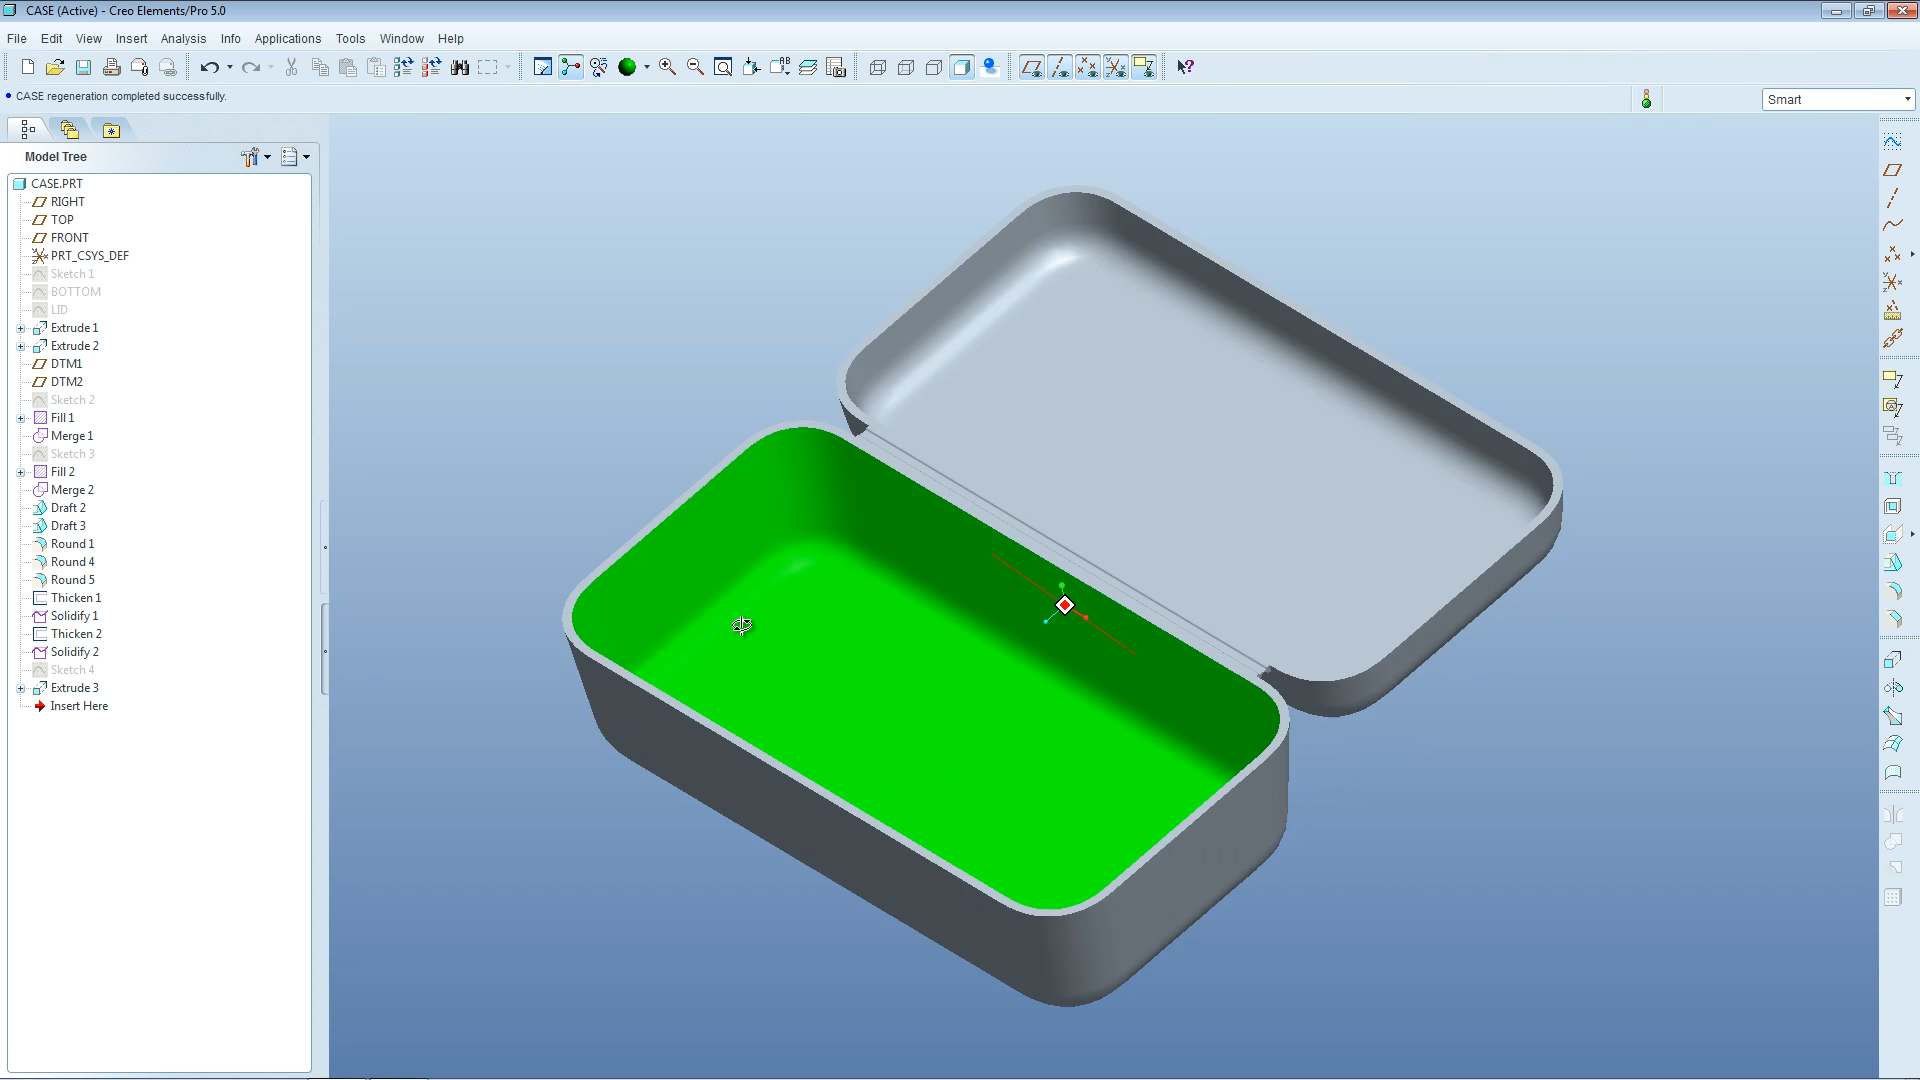 CASE (Active) - Creo Elements/Pro 5.0
File Edit View Insert Analysis Info Applications Tools Window Help
CASE regeneration completed successfully.
Smart
Model Tree
CASE.PRT
RIGHT
TOP
FRONT
PRT_CSYS_DEF
Sketch 1
BOTTOM
LID
Extrude 1
Extrude 2
DTM1
DTM2
Sketch 2
Fill 1
Merge 1
Sketch 3
Fill 2
Merge 2
Draft 2
Draft 3
Round 1
Round 4
Round 5
Thicken 1
Solidify 1
Thicken 2
Solidify 2
Sketch 4
Extrude 3
Insert Here